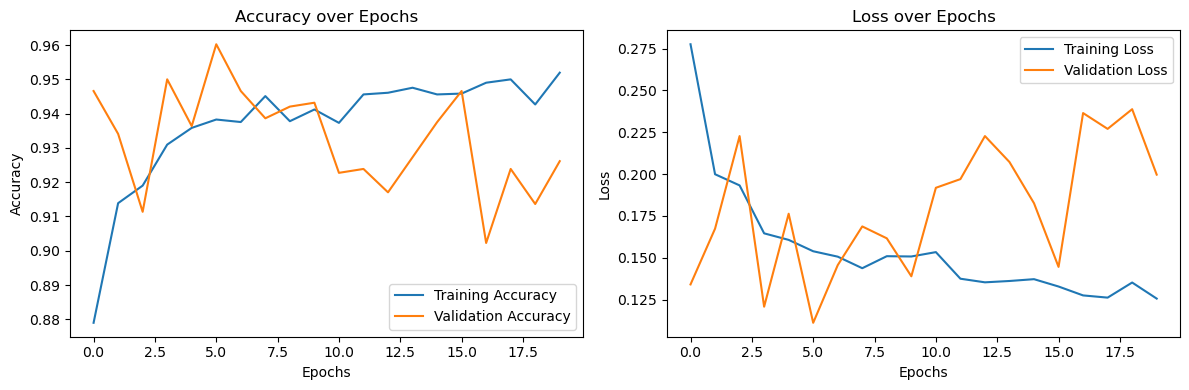 Accuracy over Epochs
Accuracy
0.96
0.95
0.94
0.93
0.92
0.91
0.90
0.89
0.88
Training Accuracy
Validation Accuracy
0.0 2.5 5.0 7.5 10.0 12.5 15.0 17.5
Epochs
Loss over Epochs
Loss
0.275
0.250
0.225
0.200
0.175
0.150
0.125
Training Loss
Validation Loss
0.0 2.5 5.0 7.5 10.0 12.5 15.0 17.5
Epochs